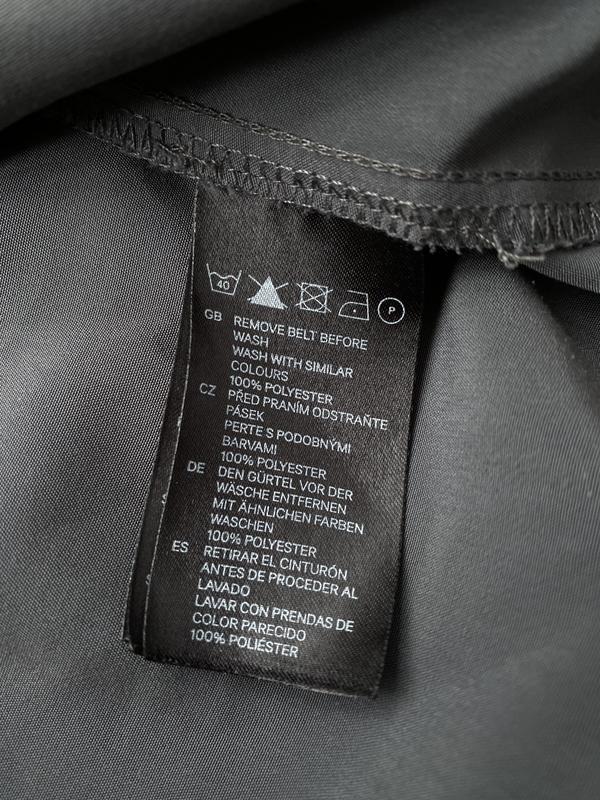 40 P
GB REMOVE BELT BEFORE
WASH
WASH WITH SIMILAR
COLOURS
100% POLYESTER
CZ PŘED PRANÍM ODSTRAŇTE
PÁSEK
PERTE S PODOBNÝMI
BARVAMI
100% POLYESTER
DE DEN GÜRTEL VOR DER
WÄSCHE ENTFERNEN
MIT ÄHNLICHEN FARBEN
WASCHEN
100% POLYESTER
ES RETIRAR EL CINTURÓN
ANTES DE PROCEDER AL
LAVADO
LAVAR CON PRENDAS DE
COLOR PARECIDO
100% POLIÉSTER